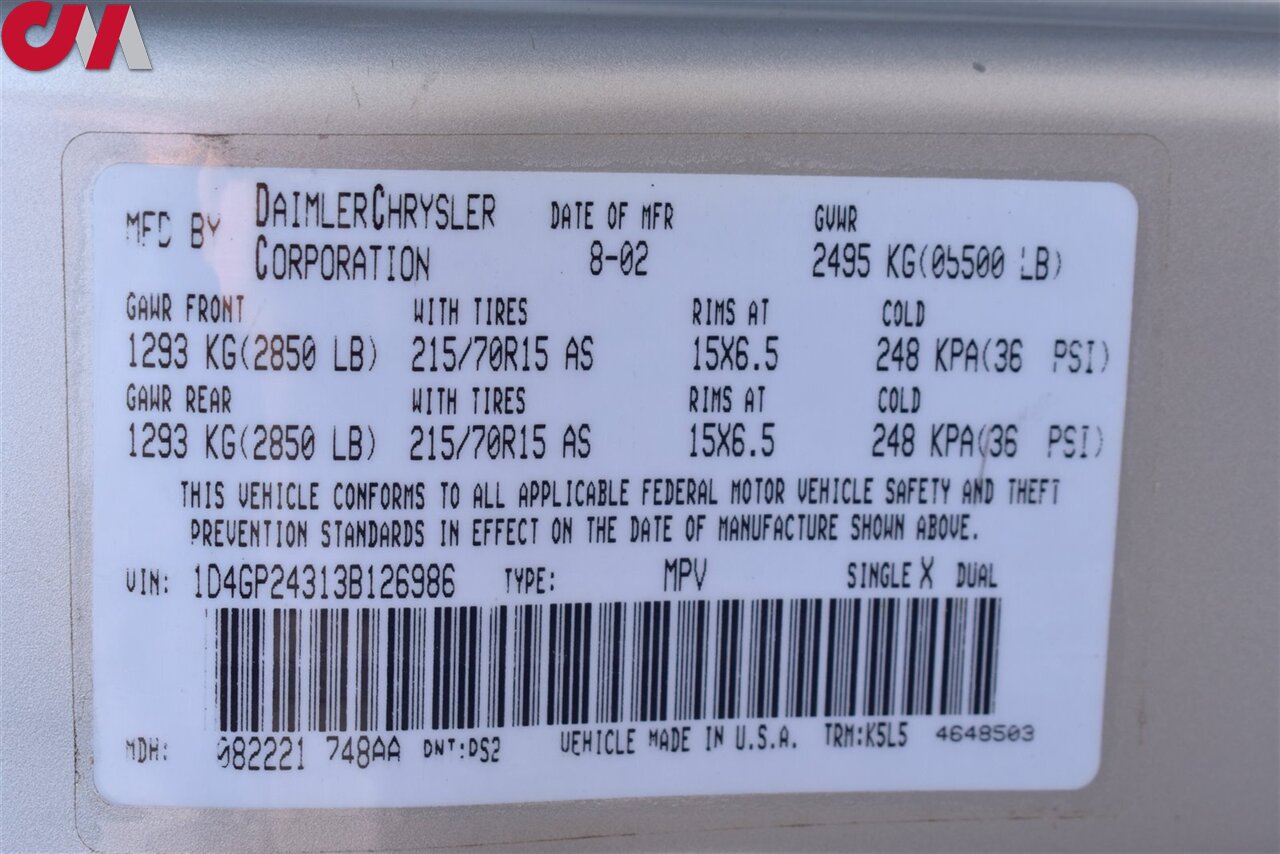 CMA
MFD BY DAIMLERCHRYSLER CORPORATION DATE OF MFR 8-02 GVWR 2495 KG(05500 LB)
GAWR FRONT WITH TIRES RIMS AT COLD
1293 KG(2850 LB) 215/70R15 AS 15X6.5 248 KPA(36 PSI)
GAWR REAR WITH TIRES RIMS AT COLD
1293 KG(2850 LB) 215/70R15 AS 15X6.5 248 KPA(36 PSI)
THIS VEHICLE CONFORMS TO ALL APPLICABLE FEDERAL MOTOR VEHICLE SAFETY AND THEFT
PREVENTION STANDARDS IN EFFECT ON THE DATE OF MANUFACTURE SHOWN ABOVE.
VIN: 1D4GP24313B126986 TYPE: MPV SINGLE X DUAL
MDH: 082221 748AA DNT:DS2 VEHICLE MADE IN U.S.A. TRM:K5L5 4648503